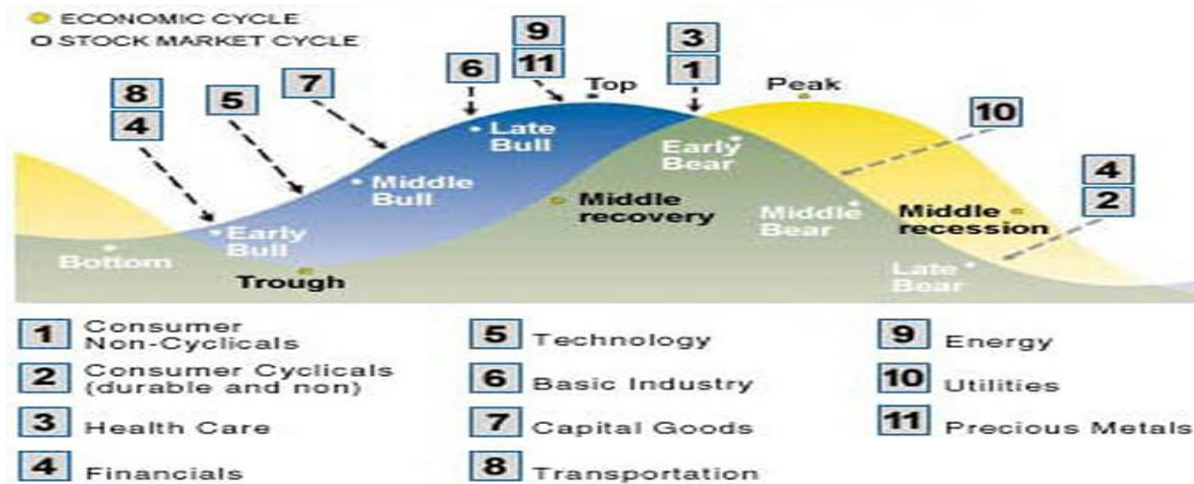 ECONOMIC CYCLE
STOCK MARKET CYCLE
9
11
3
1
6
7
8
4
5
10
4
2
Top
Peak
Late
Bull
Early
Bear
Middle
Bull
Middle
recovery
Middle
Bear
Middle
recession
Early
Bull
Bottom
Trough
Late
Bear
1 Consumer
Non-Cyclicals
2 Consumer Cyclicals
(durable and non)
3 Health Care
4 Financials
5 Technology
6 Basic Industry
7 Capital Goods
8 Transportation
9 Energy
10 Utilities
11 Precious Metals